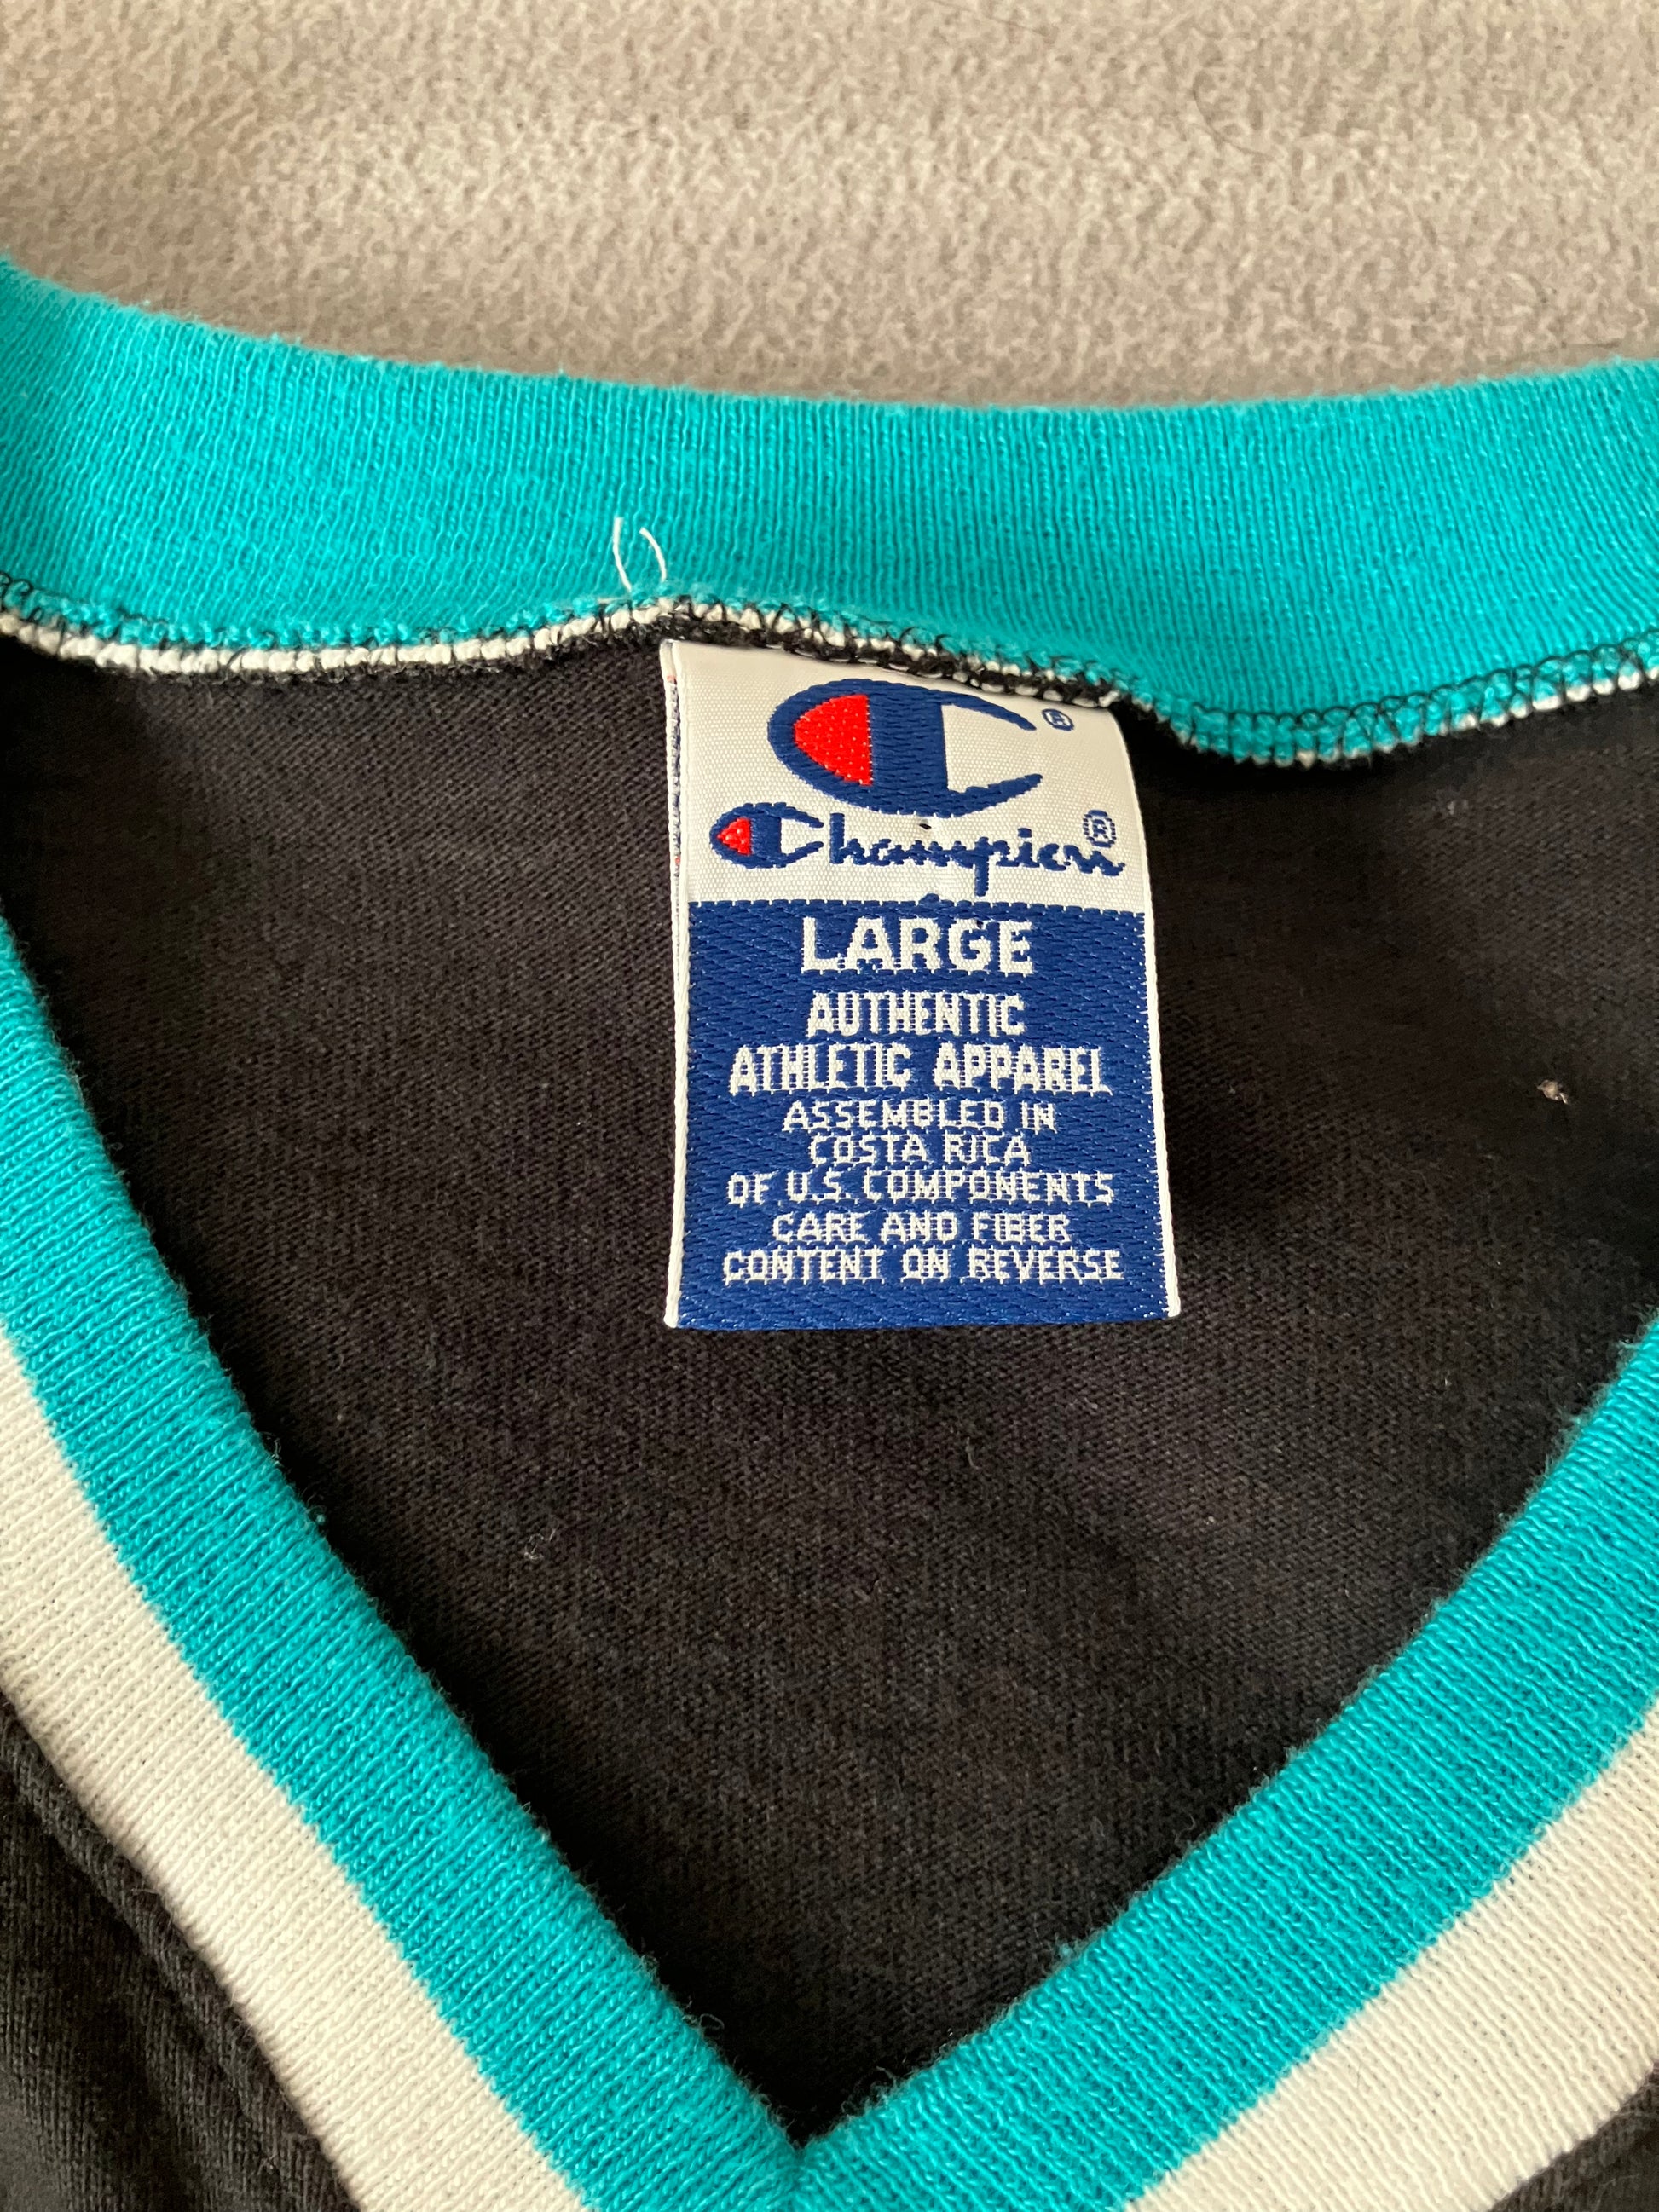 ®
Champion®
LARGE
AUTHENTIC
ATHLETIC APPAREL
ASSEMBLED IN
COSTA RICA
OF U.S. COMPONENTS
CARE AND FIBER
CONTENT ON REVERSE